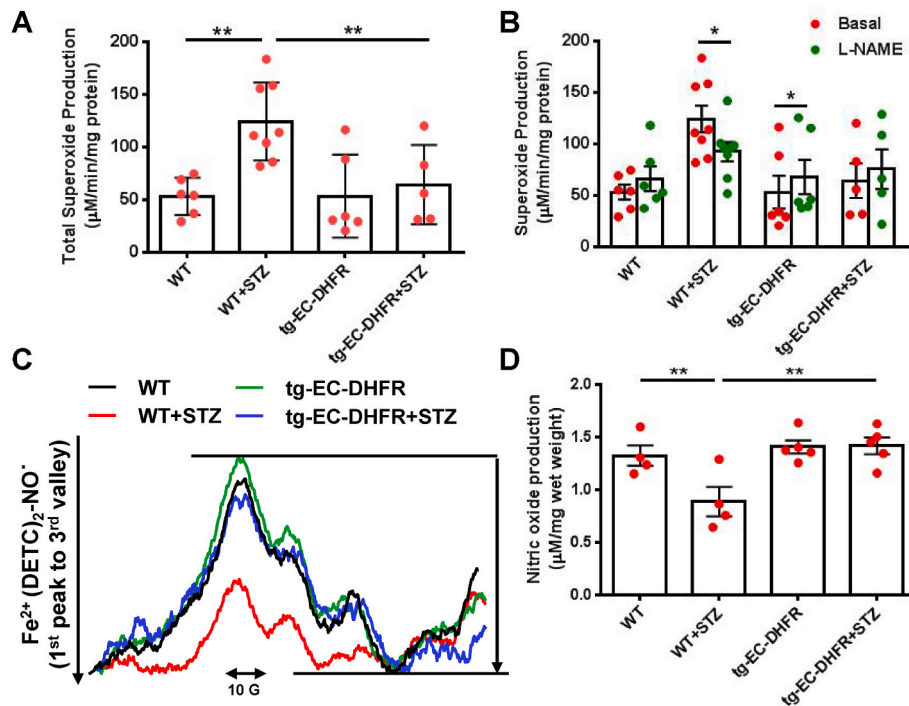 A
Total Superoxide Production
(µM/min/mg protein)
200
150
100
50
0
**
**
WT
WT+STZ
tg-EC-DHFR
tg-EC-DHFR+STZ
B
Superoxide Production
(µM/min/mg protein)
200
150
100
50
0
*
*
Basal
L-NAME
WT
WT+STZ
tg-EC-DHFR
tg-EC-DHFR+STZ
C
WT
tg-EC-DHFR
WT+STZ
tg-EC-DHFR+STZ
Fe²⁺ (DETC)₂-NO⁻
(1ˢᵗ peak to 3ʳᵈ valley)
10 G
D
Nitric oxide production
(µM/mg wet weight)
2.0
1.5
1.0
0.5
0.0
**
**
WT
WT+STZ
tg-EC-DHFR
tg-EC-DHFR+STZ